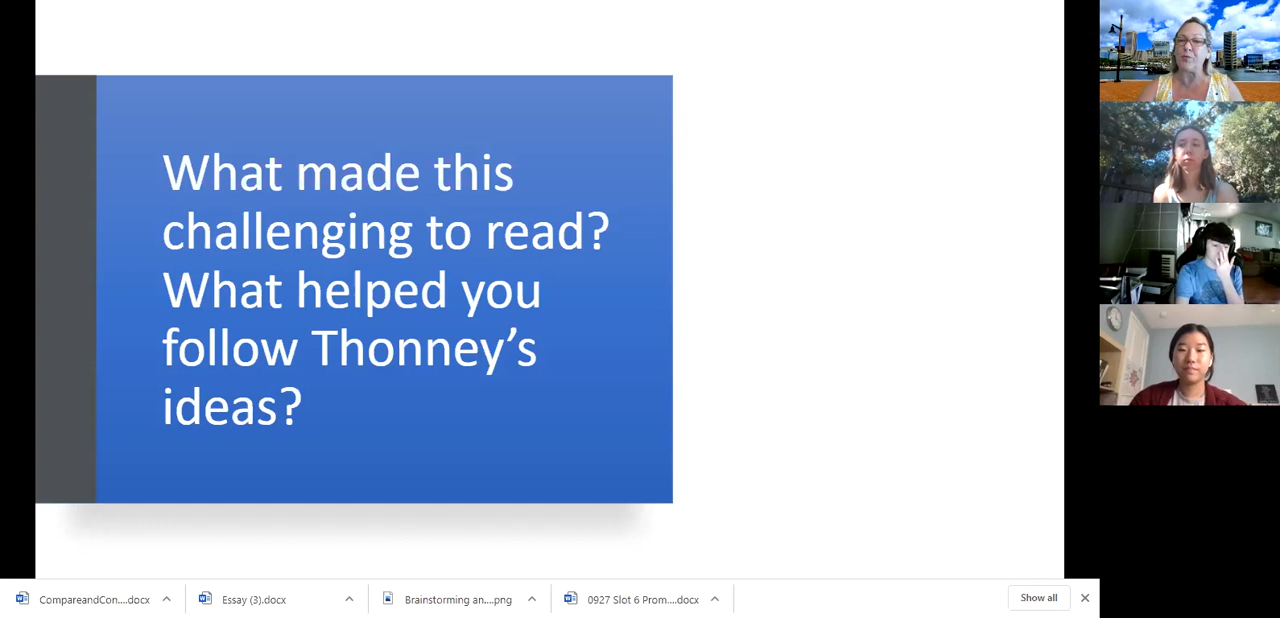 What made this
challenging to read?
What helped you
follow Thonney’s
ideas?
CompareandCon....docx
Essay (3).docx
Brainstorming an....png
0927 Slot 6 Prom....docx
Show all